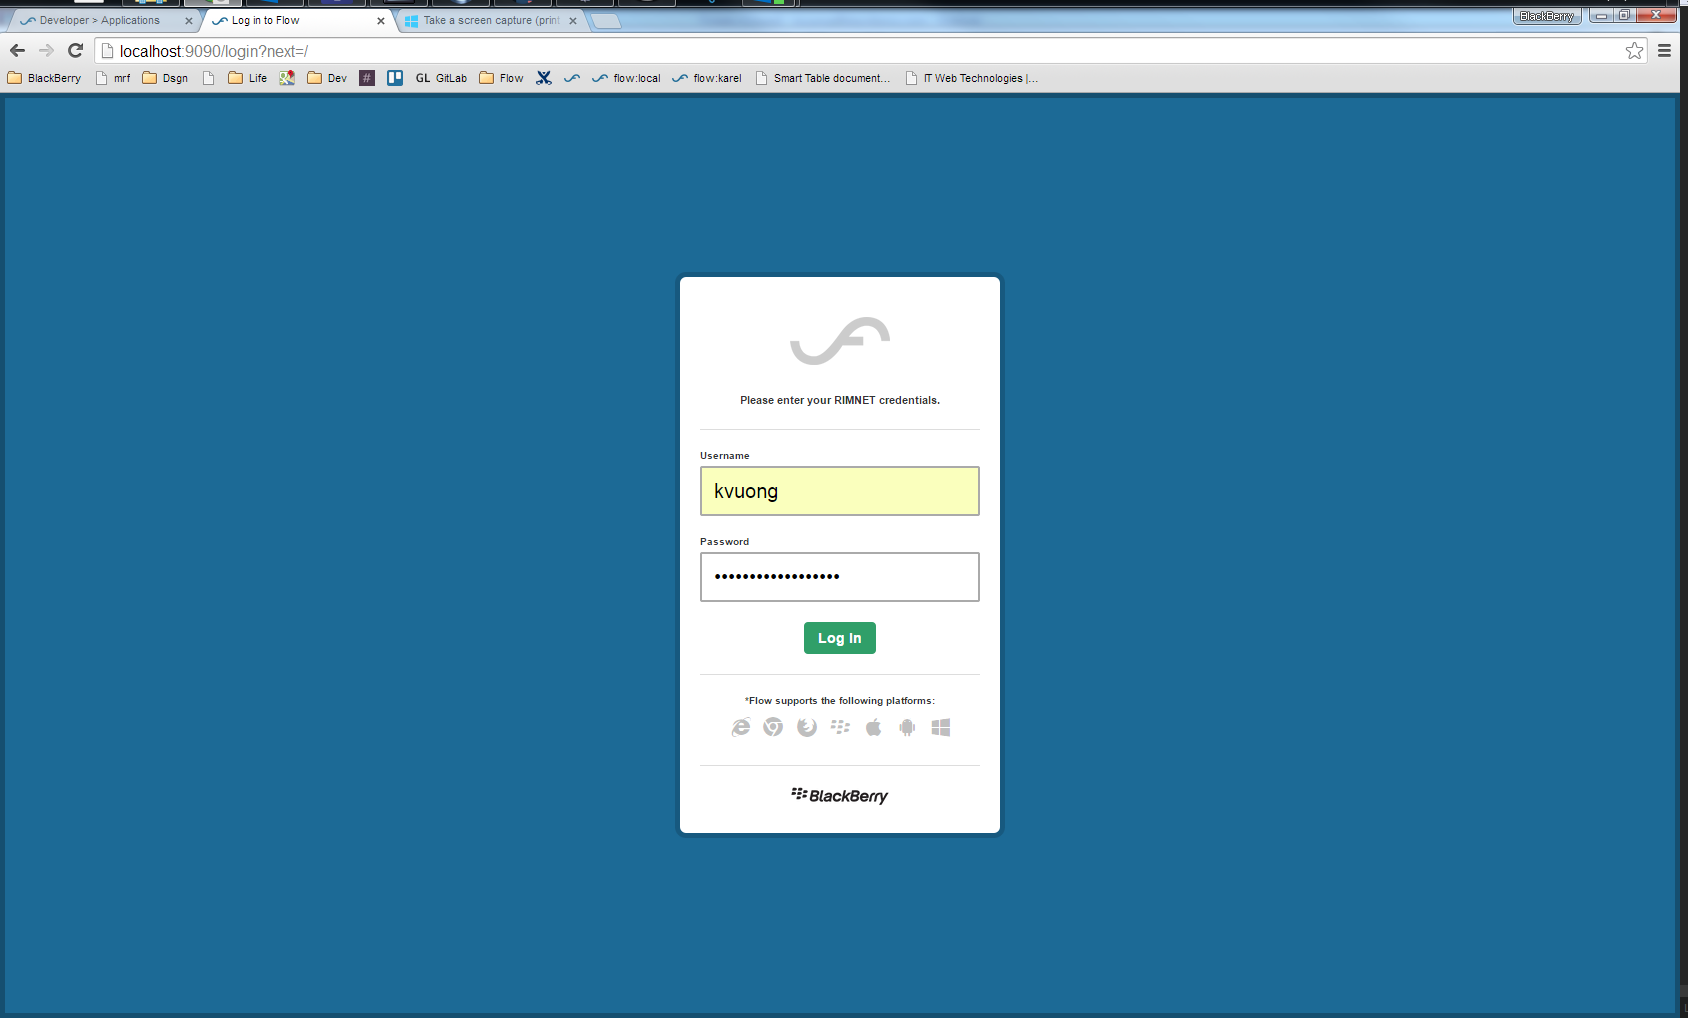 Developer > Applications
Log in to Flow
Take a screen capture (print
BlackBerry
localhost:9090/login?next=/
BlackBerry
mrf
Dsgn
Life
Dev
#
GL GitLab
Flow
flow:local
flow:karel
Smart Table document...
IT Web Technologies |...
Please enter your RIMNET credentials.
Username
kvuong
Password
Log In
*Flow supports the following platforms:
BlackBerry